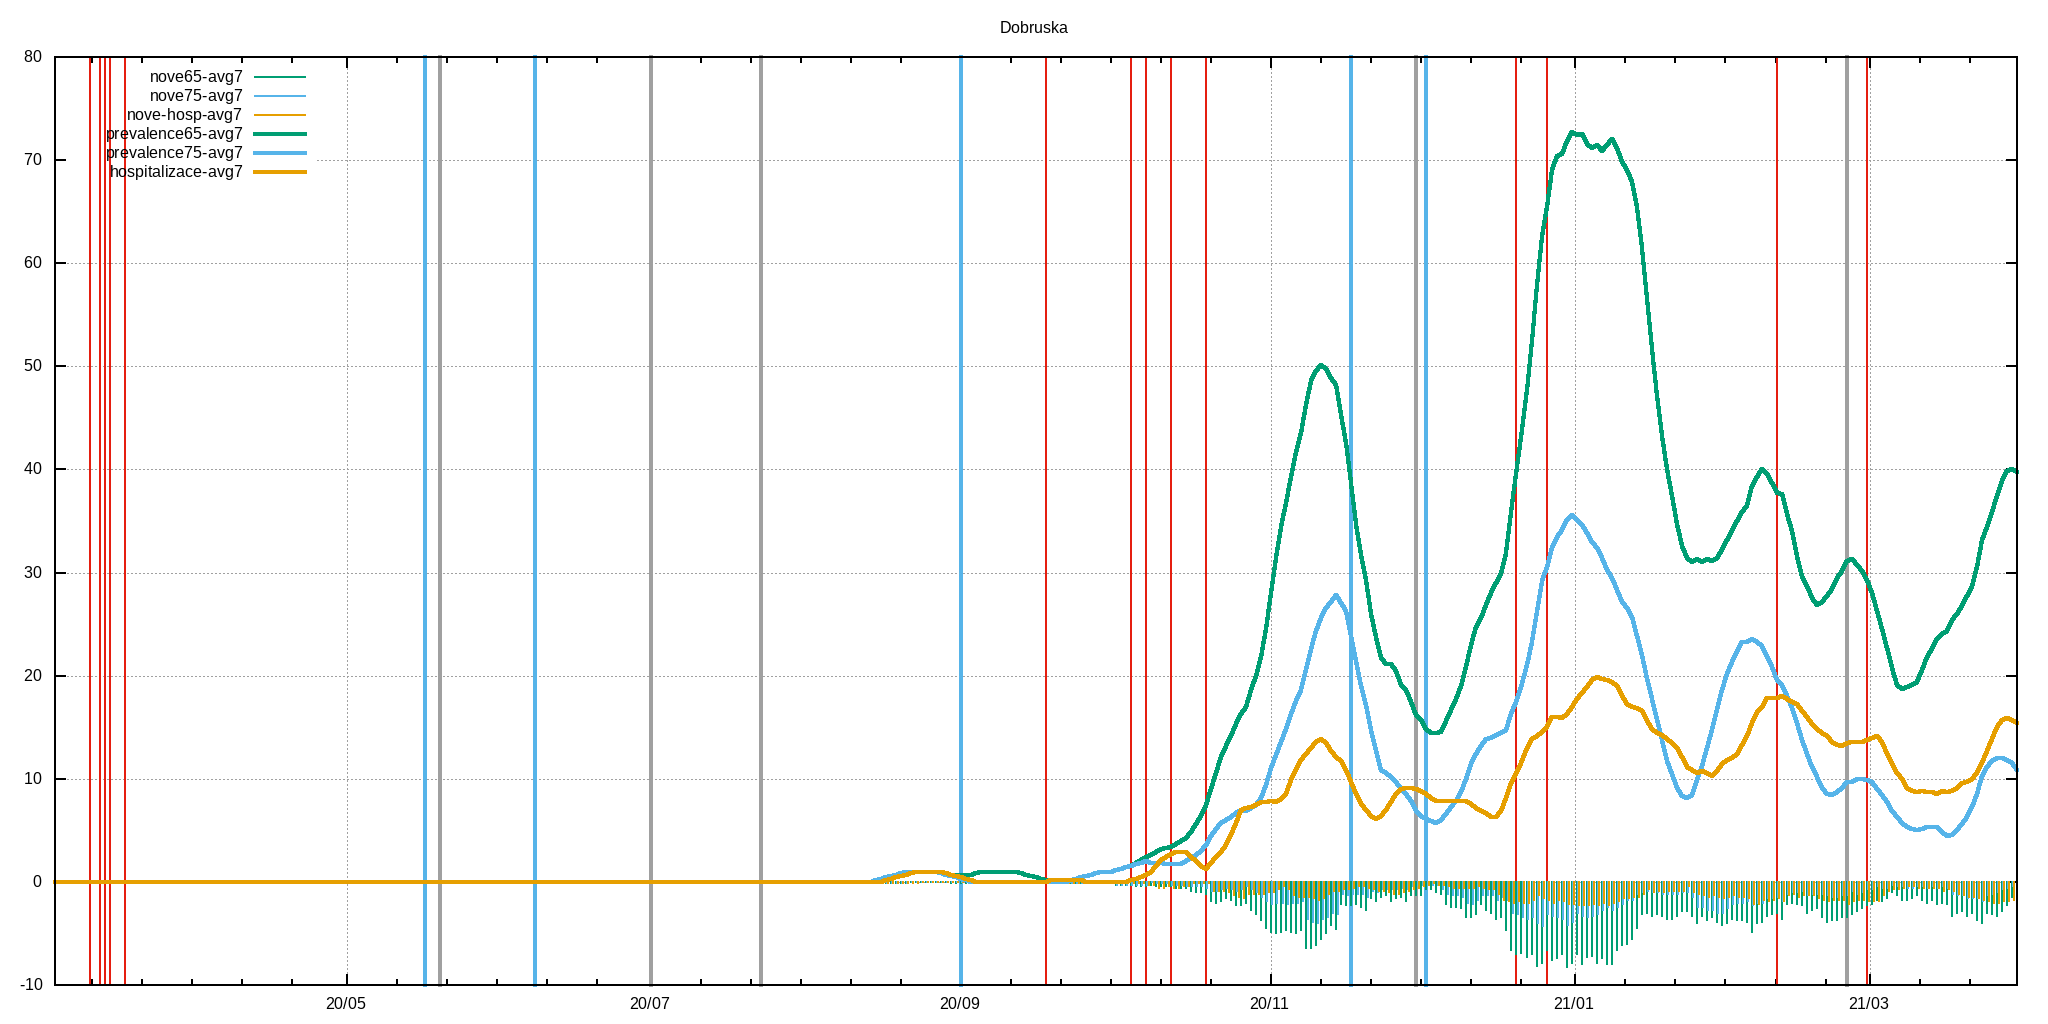 Dobruska
80
nove65-avg7
nove75-avg7
nove-hosp-avg7
prevalence65-avg7
prevalence75-avg7
hospitalizace-avg7
70
60
50
40
30
20
10
0
-10
20/05 20/07 20/09 20/11 21/01 21/03